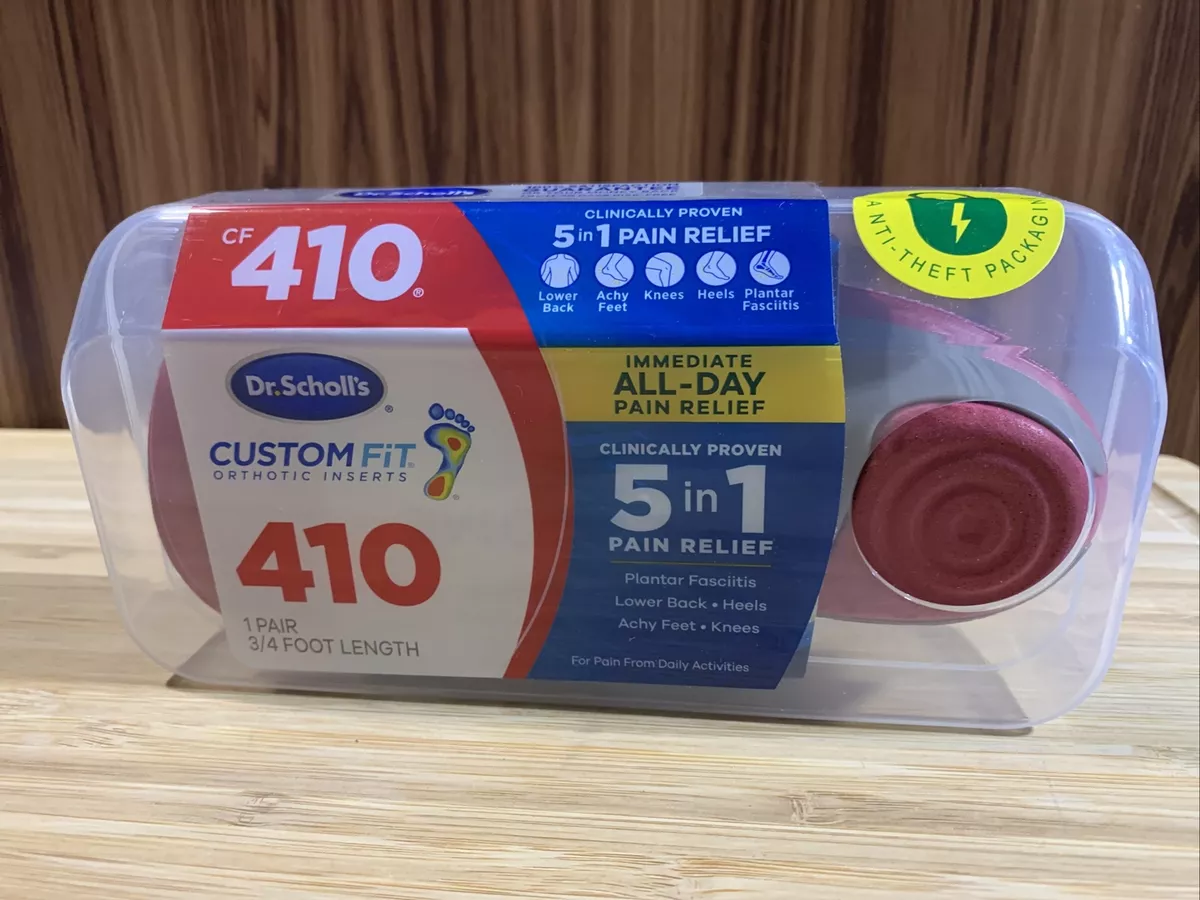 Dr.Scholl's
GUARANTEE
CF 410®
CLINICALLY PROVEN
5 in 1 PAIN RELIEF
Lower Back
Achy Feet
Knees
Heels
Plantar Fasciitis
ANTI-THEFT
IMMEDIATE
ALL-DAY
PAIN RELIEF
Dr.Scholl's®
CUSTOM FiT®
ORTHOTIC INSERTS
410
1 PAIR
3/4 FOOT LENGTH
CLINICALLY PROVEN
5 in 1
PAIN RELIEF
Plantar Fasciitis
Lower Back • Heels
Achy Feet • Knees
For Pain From Daily Activities